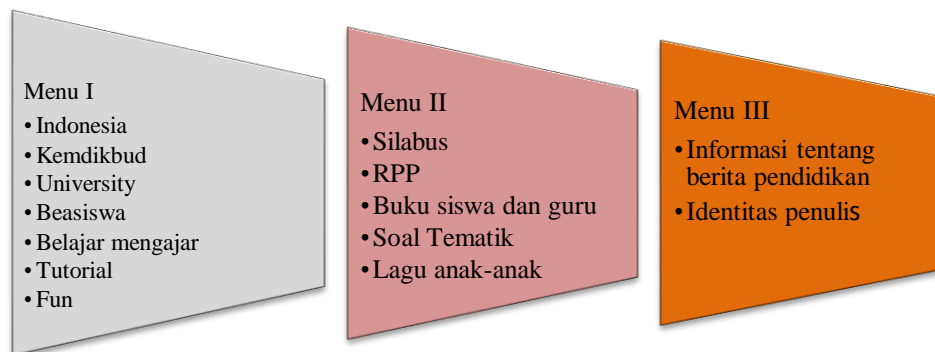 Menu I
• Indonesia
• Kemdikbud
• University
• Beasiswa
• Belajar mengajar
• Tutorial
• Fun
Menu II
• Silabus
• RPP
• Buku siswa dan guru
• Soal Tematik
• Lagu anak-anak
Menu III
• Informasi tentang
berita pendidikan
• Identitas penulis